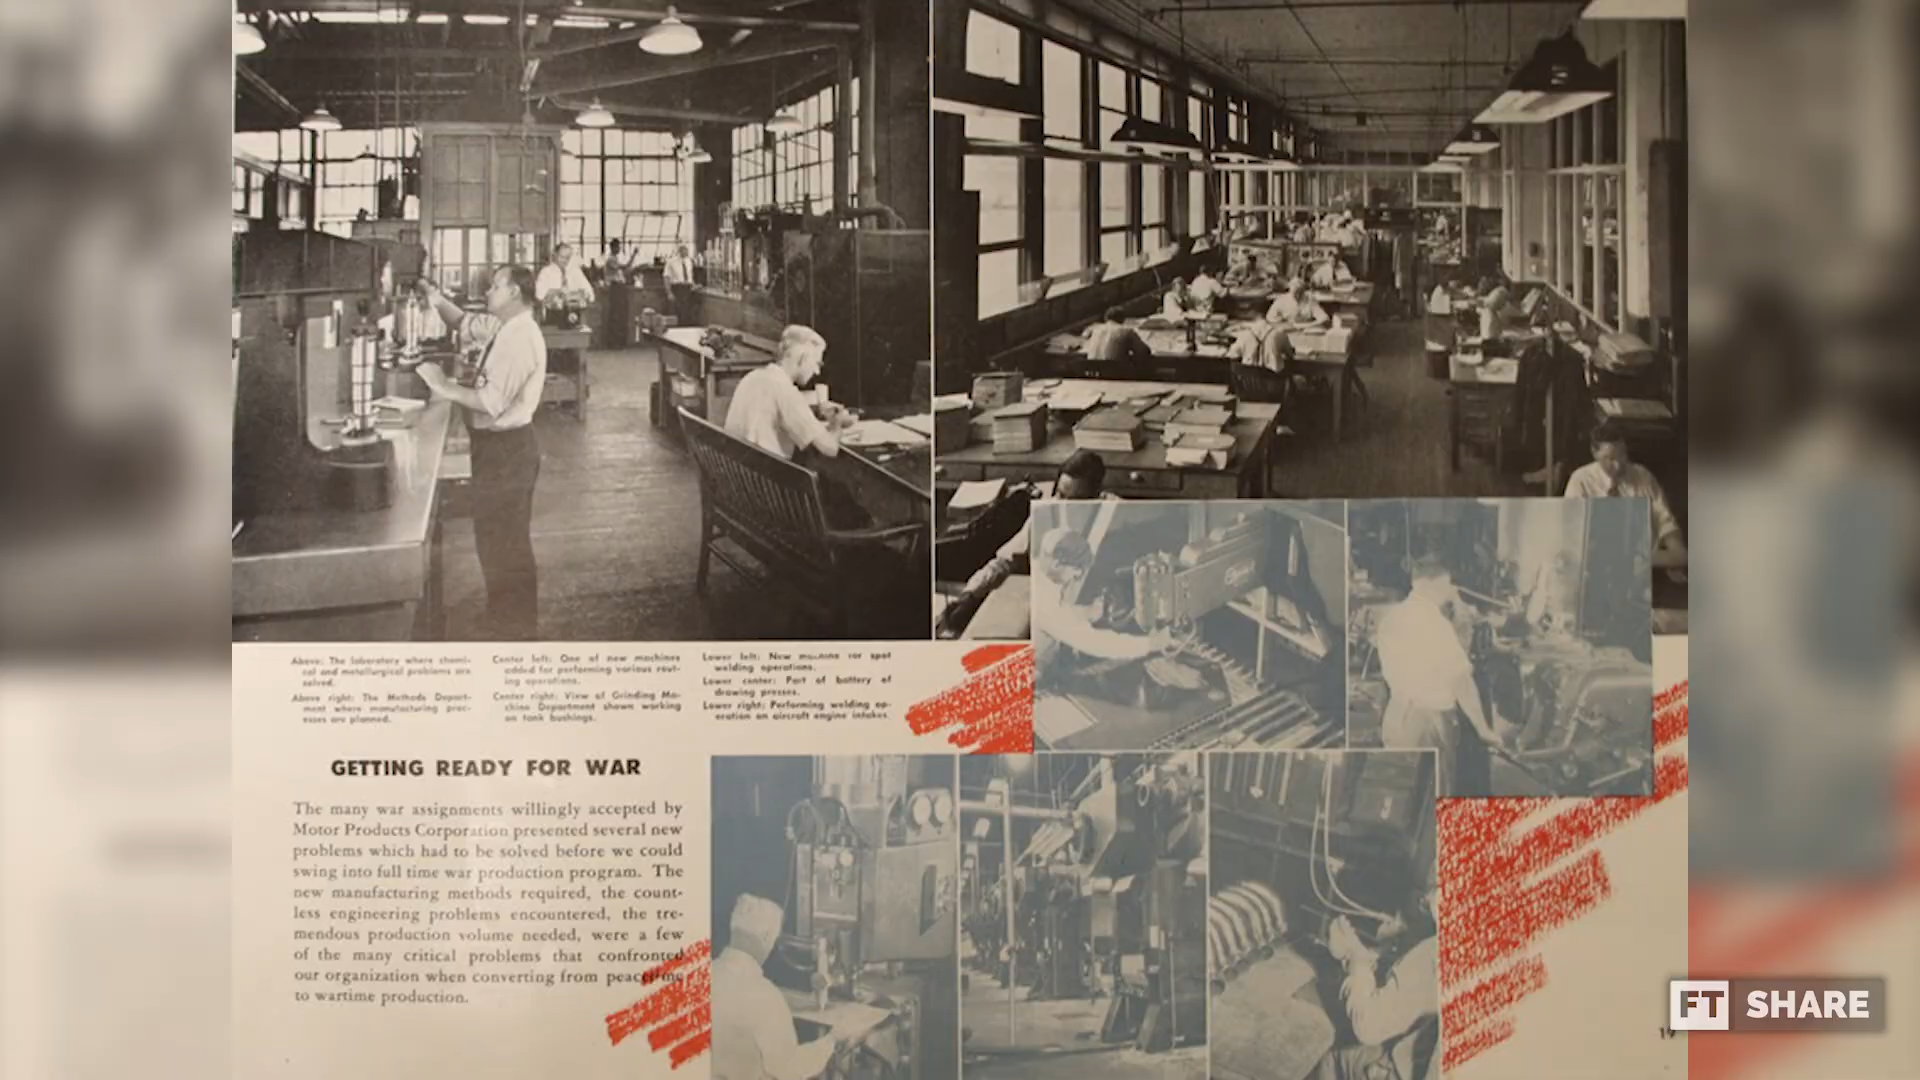 Above: The laboratory where chemi-
cal and metallurgical problems are
solved.
Above right: The Methods Depart-
ment where manufacturing proc-
esses are planned.
Center left: One of new machines
added for performing various rout-
ing operations.
Center right: View of Grinding Ma-
chine Department shown working
on tank bushings.
Lower left: New machine for spot
welding operations.
Lower center: Part of battery of
drawing presses.
Lower right: Performing welding op-
eration on aircraft engine intakes.
GETTING READY FOR WAR
The many war assignments willingly accepted by
Motor Products Corporation presented several new
problems which had to be solved before we could
swing into full time war production program. The
new manufacturing methods required, the count-
less engineering problems encountered, the tre-
mendous production volume needed, were a few
of the many critical problems that confronted
our organization when converting from peacetime
to wartime production.
FT SHARE